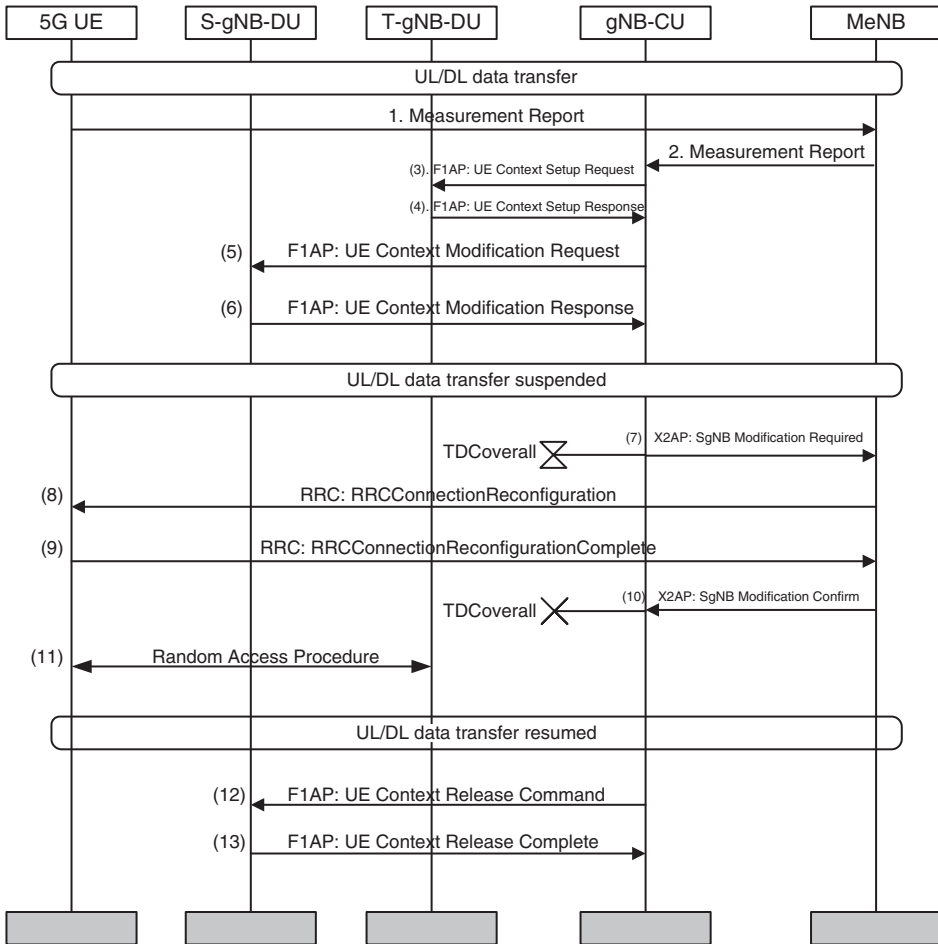 5G UE
S-gNB-DU
T-gNB-DU
gNB-CU
MeNB
UL/DL data transfer
1. Measurement Report
2. Measurement Report
(3). F1AP: UE Context Setup Request
(4). F1AP: UE Context Setup Response
(5) F1AP: UE Context Modification Request
(6) F1AP: UE Context Modification Response
UL/DL data transfer suspended
TDCoverall (7) X2AP: SgNB Modification Required
(8) RRC: RRCConnectionReconfiguration
(9) RRC: RRCConnectionReconfigurationComplete
TDCoverall (10) X2AP: SgNB Modification Confirm
(11) Random Access Procedure
UL/DL data transfer resumed
(12) F1AP: UE Context Release Command
(13) F1AP: UE Context Release Complete